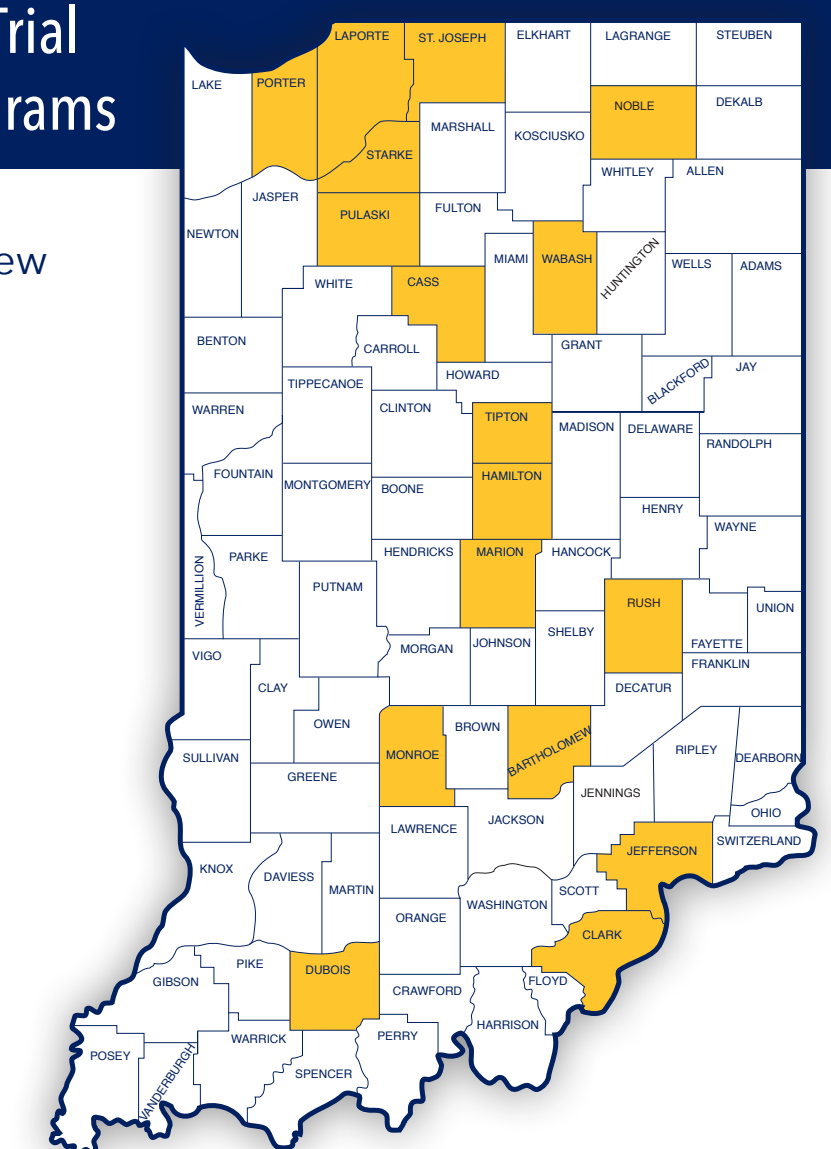 Trial
rams
ew
LAPORTE
ST. JOSEPH
ELKHART
LAGRANGE
STEUBEN
LAKE
PORTER
NOBLE
DEKALB
MARSHALL
KOSCIUSKO
STARKE
WHITLEY
ALLEN
JASPER
PULASKI
FULTON
NEWTON
MIAMI
WABASH
HUNTINGTON
WELLS
ADAMS
WHITE
CASS
BENTON
CARROLL
GRANT
HOWARD
BLACKFORD
JAY
TIPPECANOE
WARREN
CLINTON
TIPTON
MADISON
DELAWARE
RANDOLPH
FOUNTAIN
MONTGOMERY
BOONE
HAMILTON
HENRY
WAYNE
VERMILLION
PARKE
HENDRICKS
MARION
HANCOCK
PUTNAM
RUSH
UNION
VIGO
MORGAN
JOHNSON
SHELBY
FAYETTE
FRANKLIN
CLAY
DECATUR
OWEN
BROWN
SULLIVAN
MONROE
BARTHOLOMEW
RIPLEY
DEARBORN
GREENE
JENNINGS
OHIO
LAWRENCE
JACKSON
SWITZERLAND
JEFFERSON
KNOX
DAVIESS
MARTIN
SCOTT
WASHINGTON
ORANGE
CLARK
PIKE
DUBOIS
GIBSON
CRAWFORD
FLOYD
HARRISON
WARRICK
PERRY
POSEY
VANDERBURGH
SPENCER